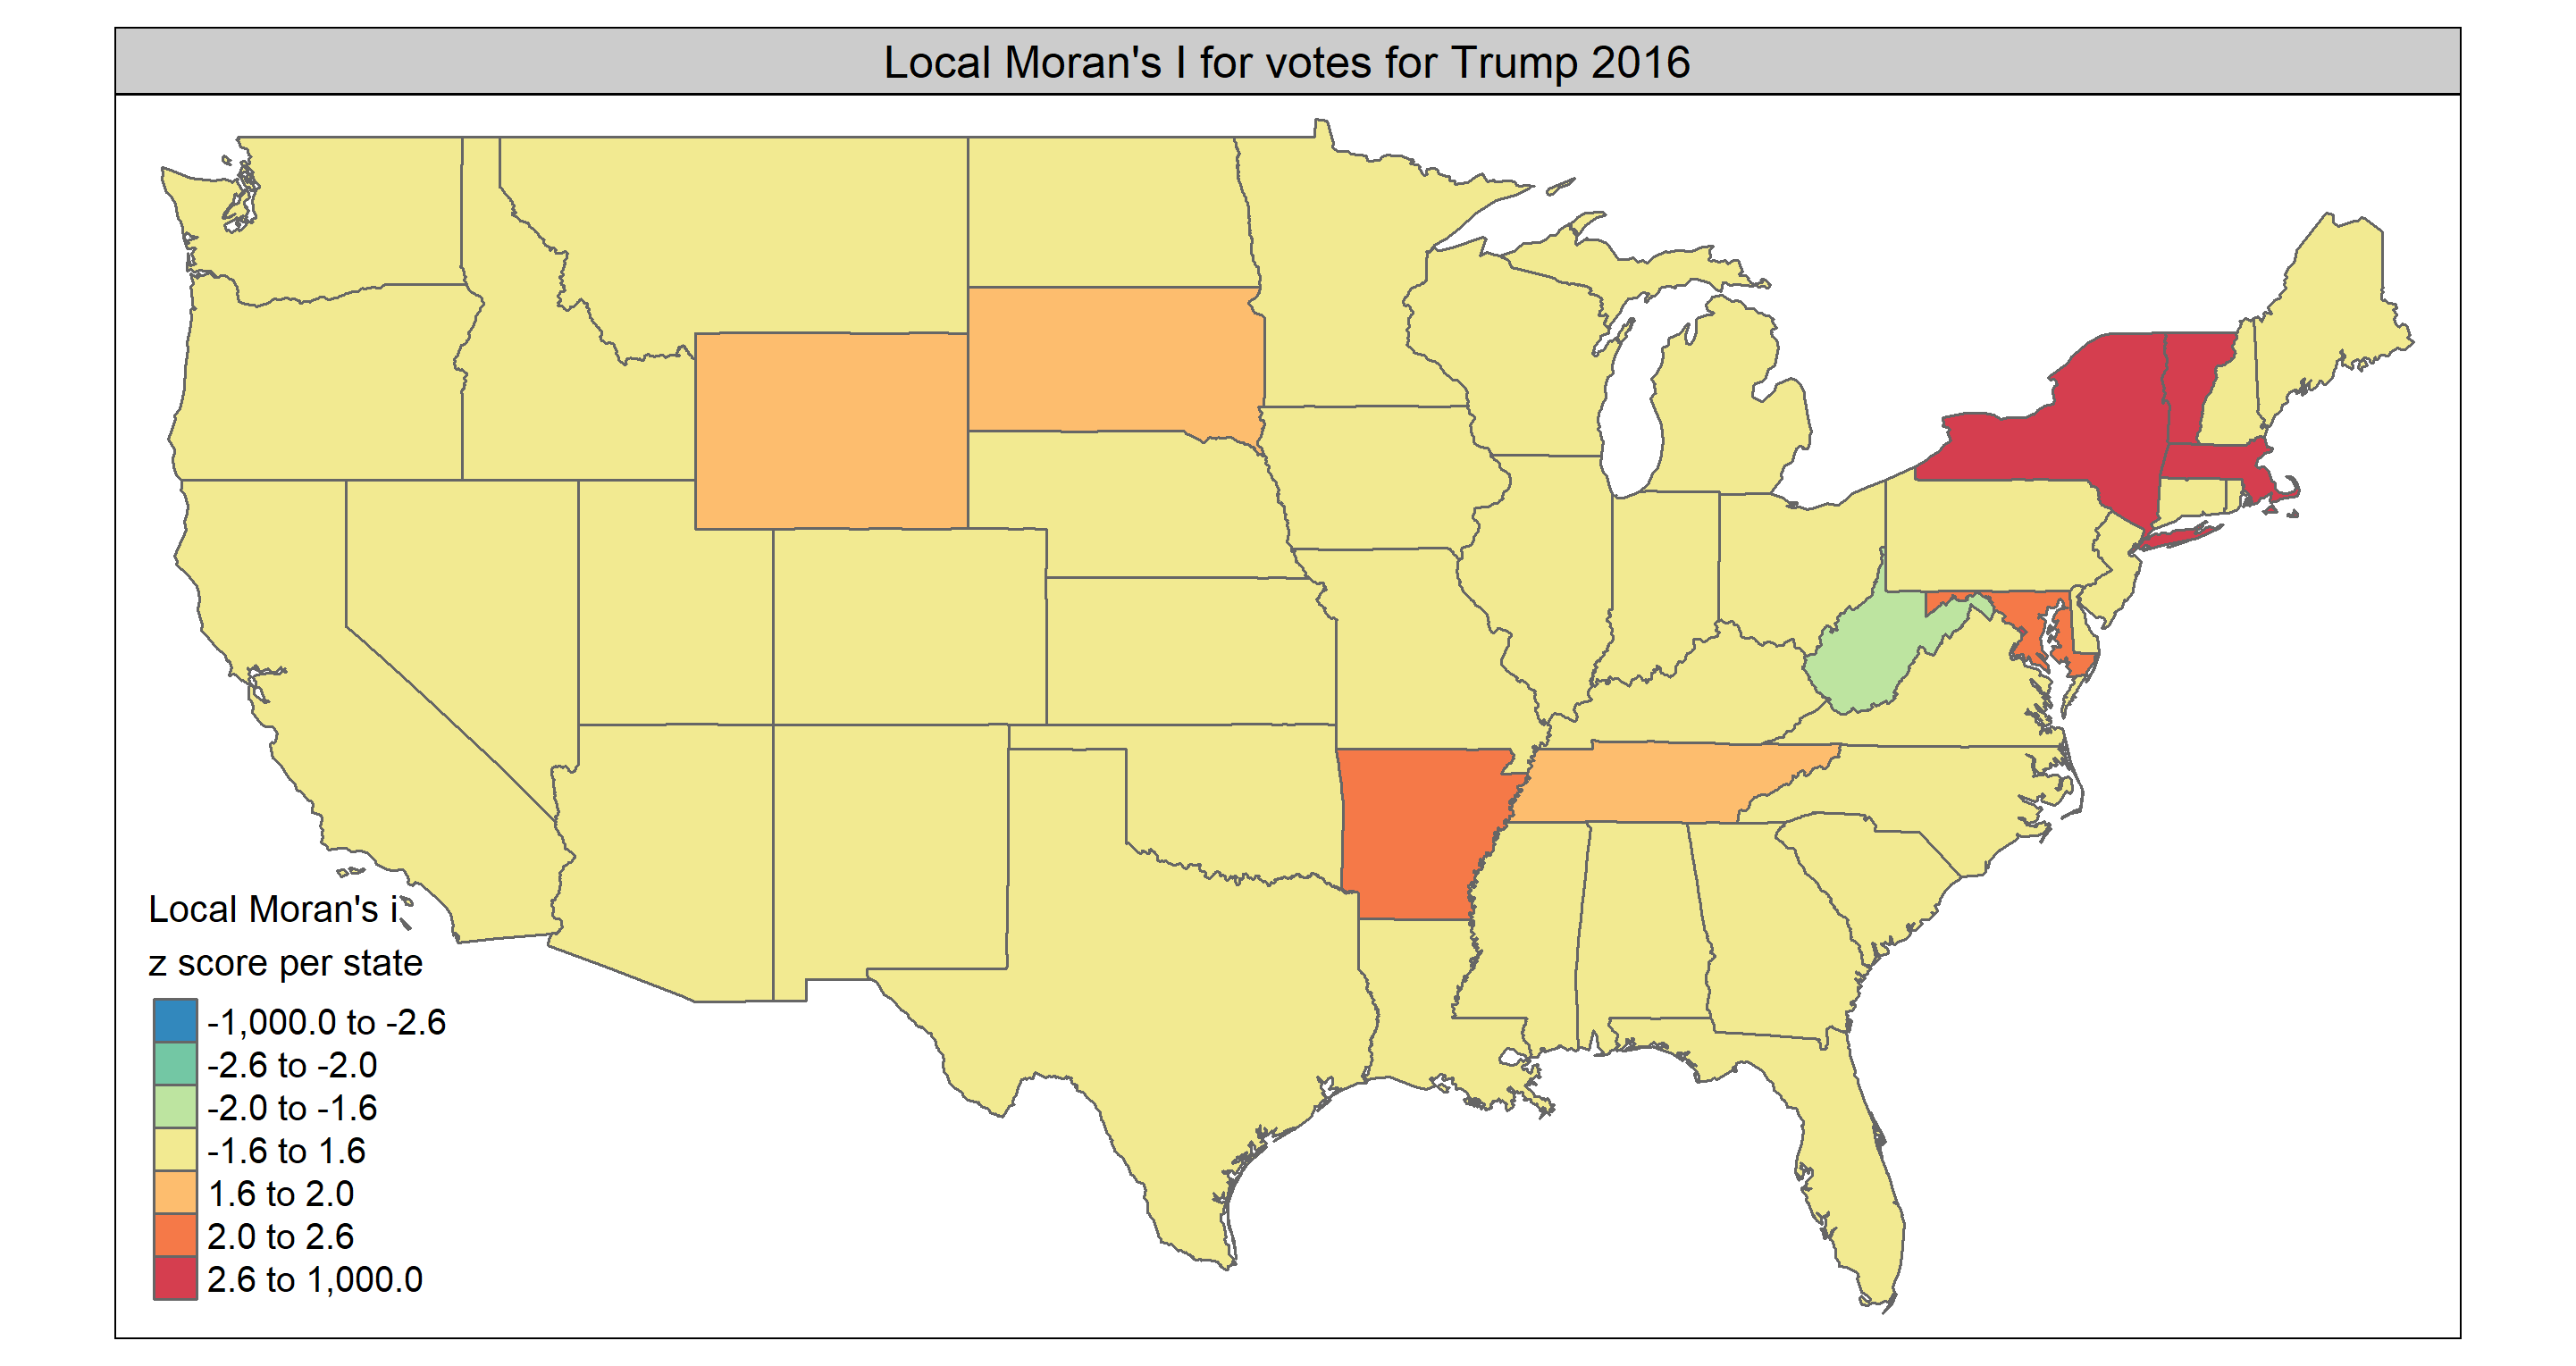 Local Moran's I for votes for Trump 2016
Local Moran's i
z score per state
-1,000.0 to -2.6
-2.6 to -2.0
-2.0 to -1.6
-1.6 to 1.6
1.6 to 2.0
2.0 to 2.6
2.6 to 1,000.0